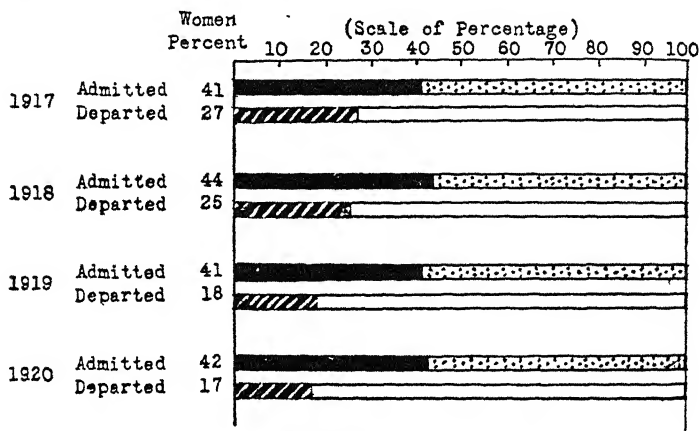 Women (Scale of Percentage)
Percent 10 20 30 40 50 60 70 80 90 100
Admitted 41
1917
Departed 27
Admitted 44
1918
Departed 25
Admitted 41
1919
Departed 18
Admitted 42
1920
Departed 17